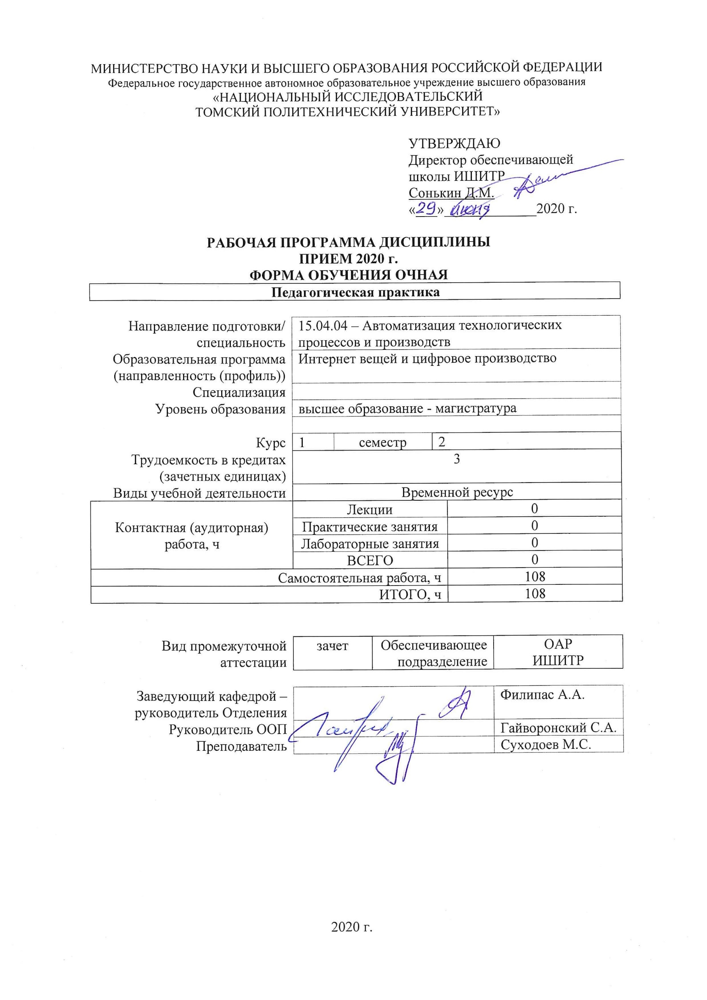 МИНИСТЕРСТВО НАУКИ И ВЫСШЕГО ОБРАЗОВАНИЯ РОССИЙСКОЙ ФЕДЕРАЦИИ
Федеральное государственное автономное образовательное учреждение высшего образования
«НАЦИОНАЛЬНЫЙ ИССЛЕДОВАТЕЛЬСКИЙ
ТОМСКИЙ ПОЛИТЕХНИЧЕСКИЙ УНИВЕРСИТЕТ»
УТВЕРЖДАЮ
Директор обеспечивающей
школы ИШИТР
Сонькин Д.М.
«29» июня 2020 г.
РАБОЧАЯ ПРОГРАММА ДИСЦИПЛИНЫ
ПРИЕМ 2020 г.
ФОРМА ОБУЧЕНИЯ ОЧНАЯ
Педагогическая практика
Направление подготовки/ 15.04.04 – Автоматизация технологических
специальность процессов и производств
Образовательная программа Интернет вещей и цифровое производство
(направленность (профиль))
Специализация
Уровень образования высшее образование - магистратура
Курс 1 семестр 2
Трудоемкость в кредитах 3
(зачетных единицах)
Виды учебной деятельности Временной ресурс
Лекции 0
Контактная (аудиторная) Практические занятия 0
работа, ч Лабораторные занятия 0
ВСЕГО 0
Самостоятельная работа, ч 108
ИТОГО, ч 108
Вид промежуточной зачет Обеспечивающее ОАР
аттестации подразделение ИШИТР
Заведующий кафедрой – Филипас А.А.
руководитель Отделения
Руководитель ООП Гайворонский С.А.
Преподаватель Суходоев М.С.
2020 г.